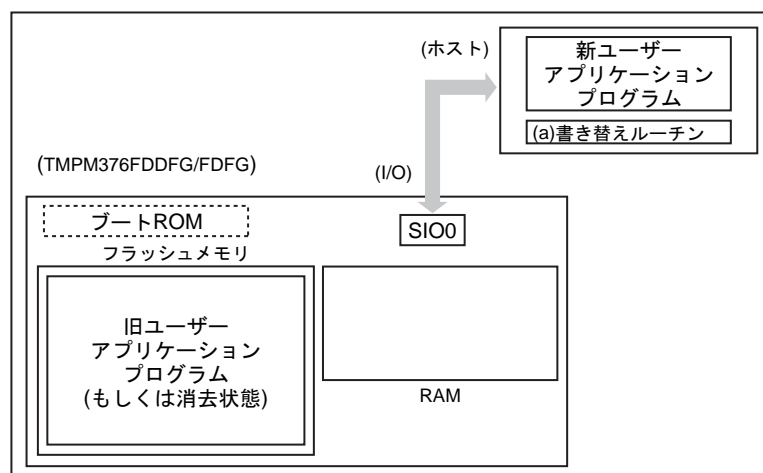 (ホスト)
新ユーザー
アプリケーション
プログラム
(a)書き替えルーチン
(TMPM376FDDFG/FDFG)
(I/O)
ブートROM
SIO0
フラッシュメモリ
旧ユーザー
アプリケーション
プログラム
(もしくは消去状態)
RAM